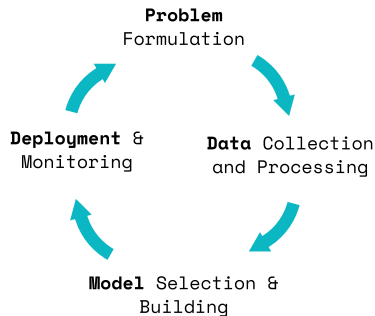 Problem
Formulation
Data Collection
and Processing
Model Selection &
Building
Deployment &
Monitoring